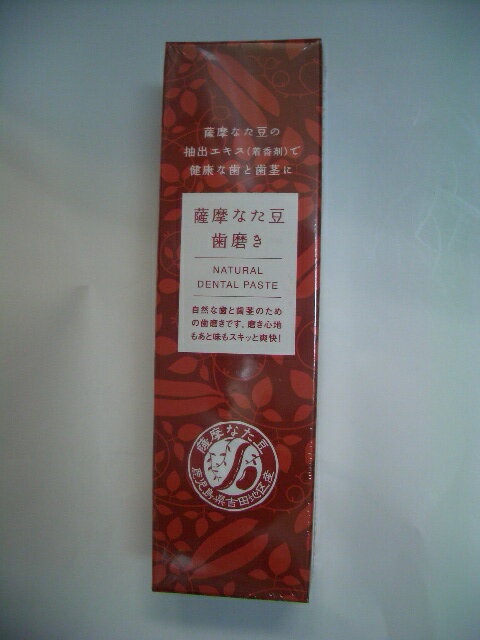 薩摩なた豆の
抽出エキス(着香剤)で
健康な歯と歯茎に
薩摩なた豆
歯磨き
NATURAL
DENTAL PASTE
自然な歯と歯茎のため
の歯磨きです。磨き心地
もあと味もスキッと爽快!
薩摩なた豆
鹿児島県吉田地区産